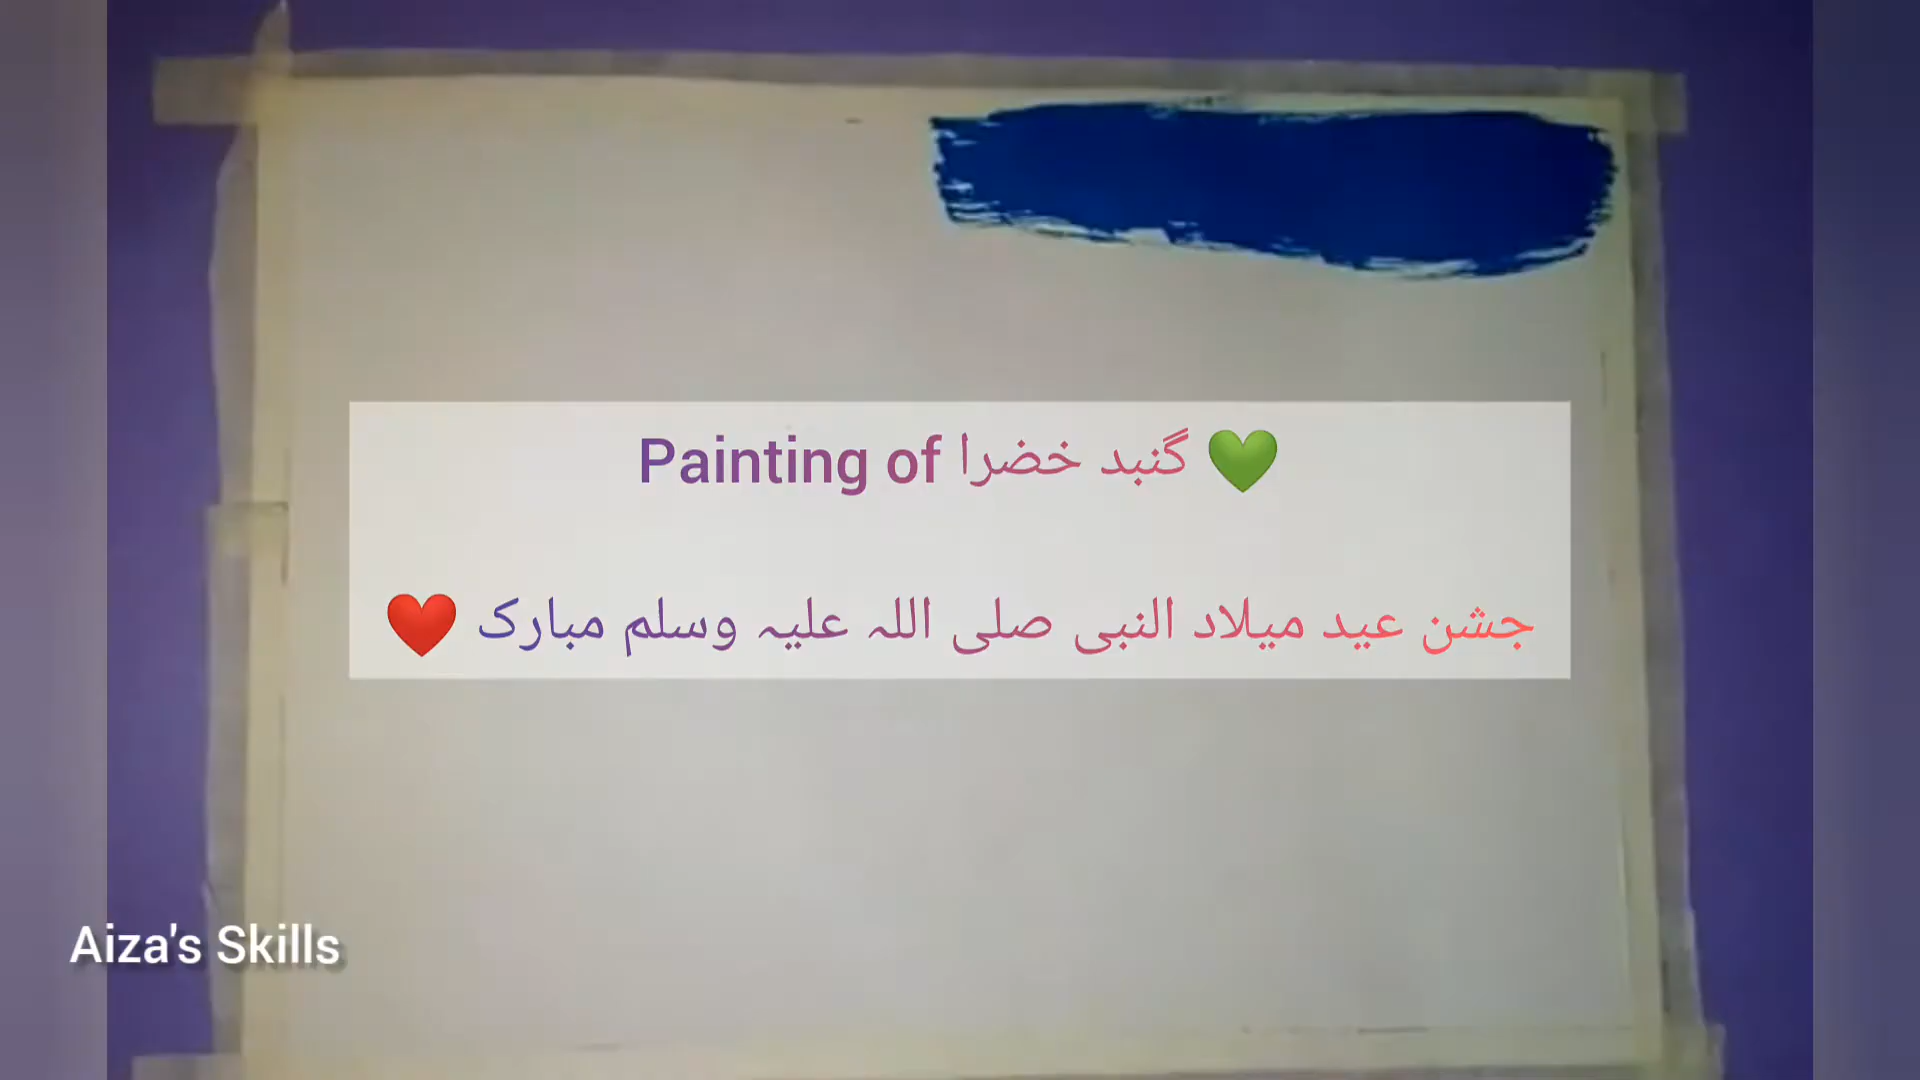 Painting of گنبد خضرا 💚
جشن عید میلاد النبی صلی اللہ علیہ وسلم مبارک ❤️
Aiza's Skills